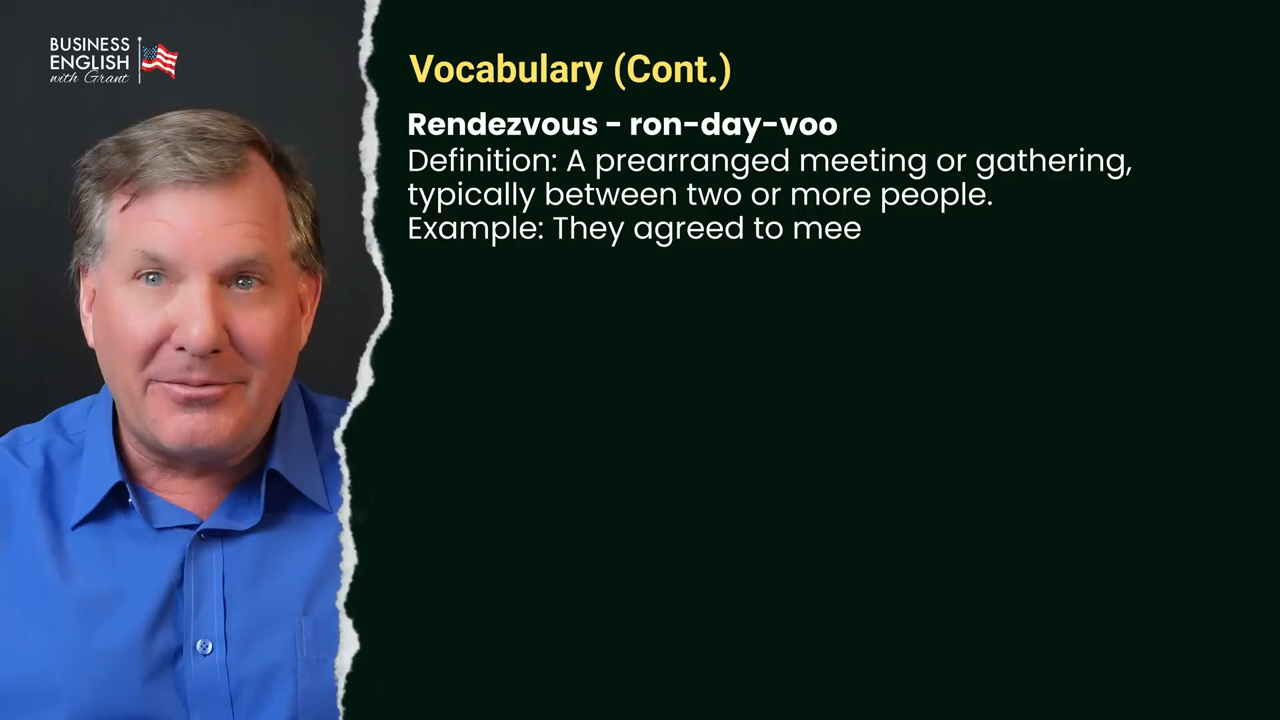 BUSINESS
ENGLISH
with Grant
Vocabulary (Cont.)
Rendezvous - ron-day-voo
Definition: A prearranged meeting or gathering,
typically between two or more people.
Example: They agreed to mee